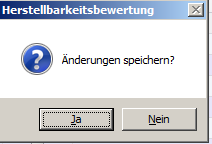 Herstellbarkeitsbewertung
Änderungen speichern?
Ja
Nein